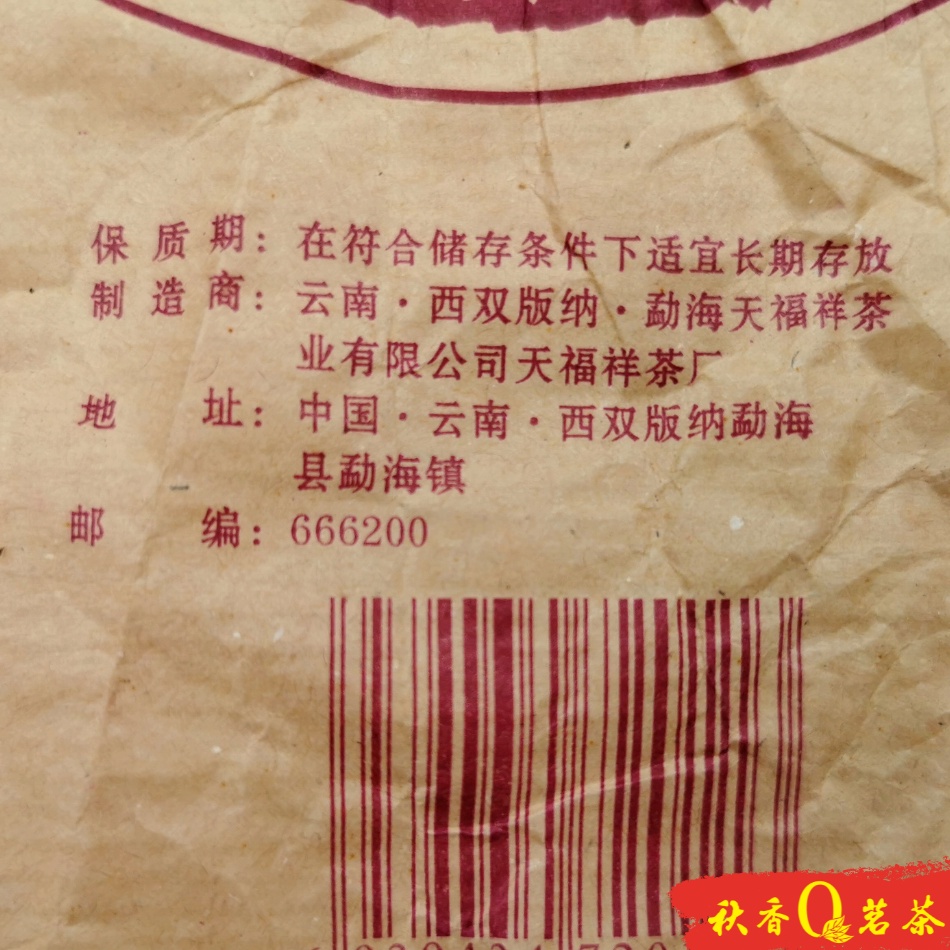 保质期：在符合储存条件下适宜长期存放
制造商：云南·西双版纳·勐海天福祥茶
业有限公司天福祥茶厂
地址：中国·云南·西双版纳勐海
县勐海镇
邮编：666200
秋香Q茗茶